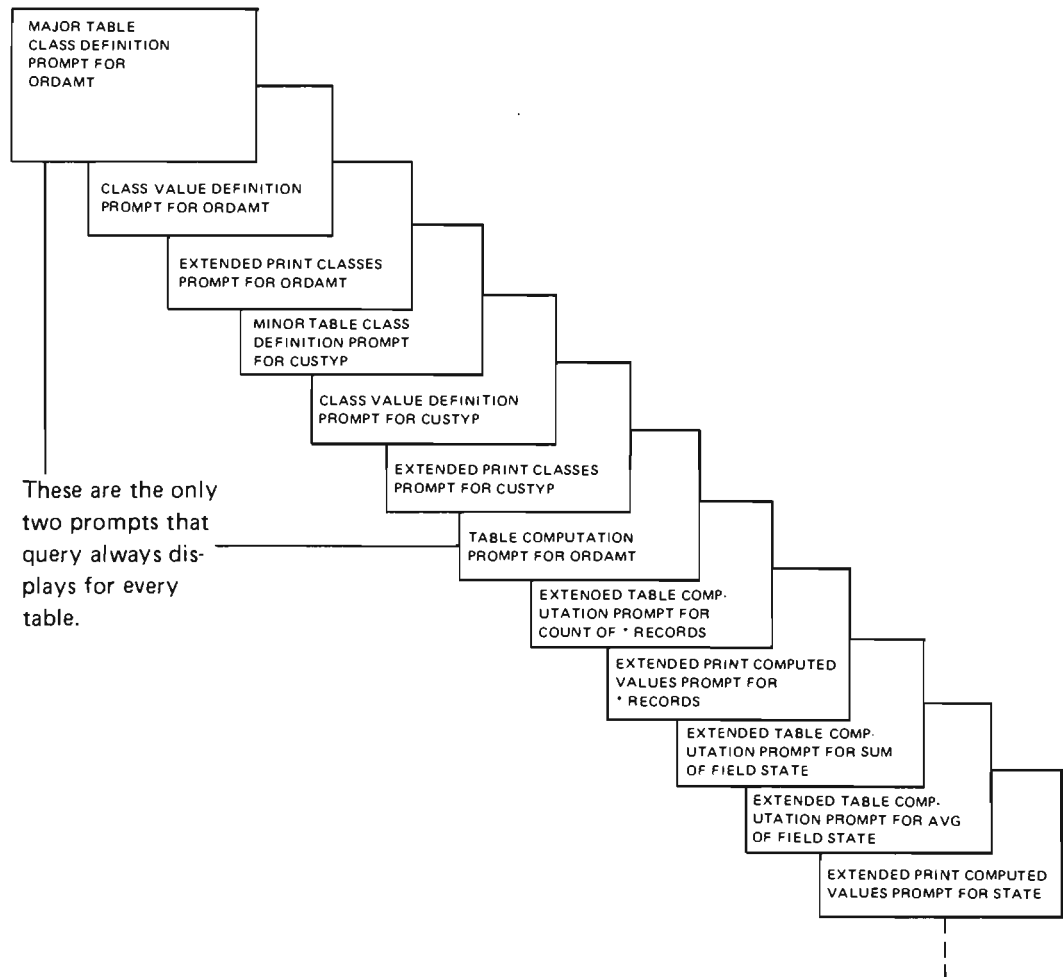 MAJOR TABLE
CLASS DEFINITION
PROMPT FOR
ORDAMT
CLASS VALUE DEFINITION
PROMPT FOR ORDAMT
EXTENDED PRINT CLASSES
PROMPT FOR ORDAMT
MINOR TABLE CLASS
DEFINITION PROMPT
FOR CUSTYP
CLASS VALUE DEFINITION
PROMPT FOR CUSTYP
EXTENDED PRINT CLASSES
PROMPT FOR CUSTYP
These are the only
two prompts that
query always dis-
plays for every
table.
TABLE COMPUTATION
PROMPT FOR ORDAMT
EXTENDED TABLE COMP-
UTATION PROMPT FOR
COUNT OF * RECORDS
EXTENDED PRINT COMPUTED
VALUES PROMPT FOR
* RECORDS
EXTENDED TABLE COMP-
UTATION PROMPT FOR SUM
OF FIELD STATE
EXTENDED TABLE COMP-
UTATION PROMPT FOR AVG
OF FIELD STATE
EXTENDED PRINT COMPUTED
VALUES PROMPT FOR STATE